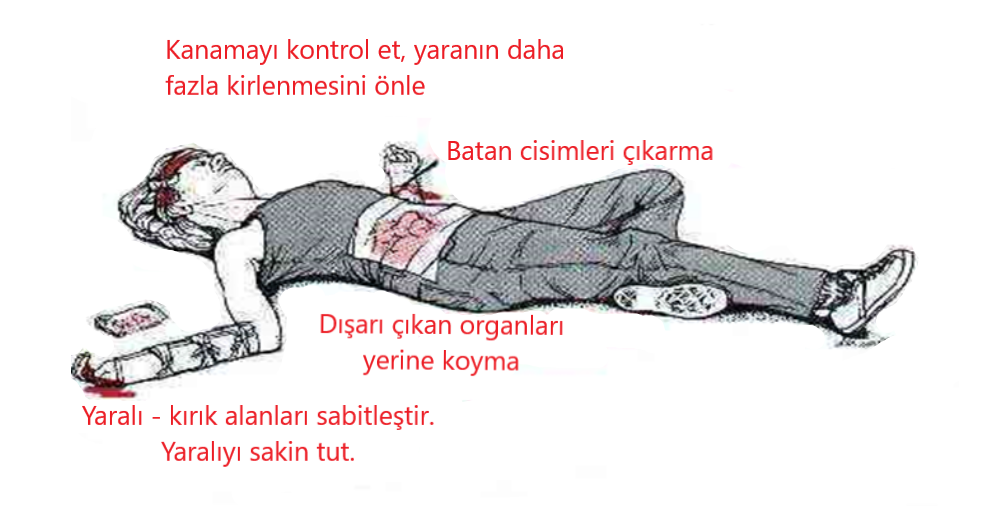 Kanamayı kontrol et, yaranın daha
fazla kirlenmesini önle
Batan cisimleri çıkarma
Dışarı çıkan organları
yerine koyma
Yaralı - kırık alanları sabitleştir.
Yaralıyı sakin tut.